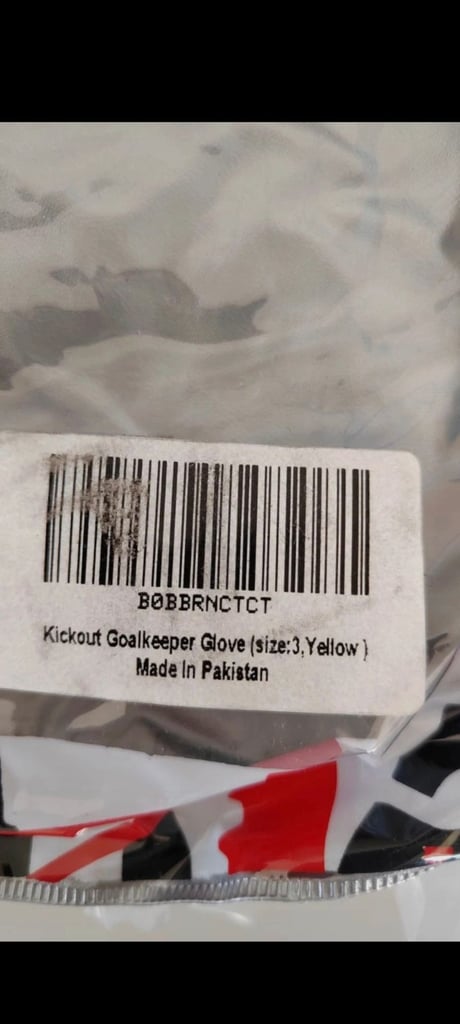 B0BBRNCTCT
Kickout Goalkeeper Glove (size:3,Yellow )
Made In Pakistan